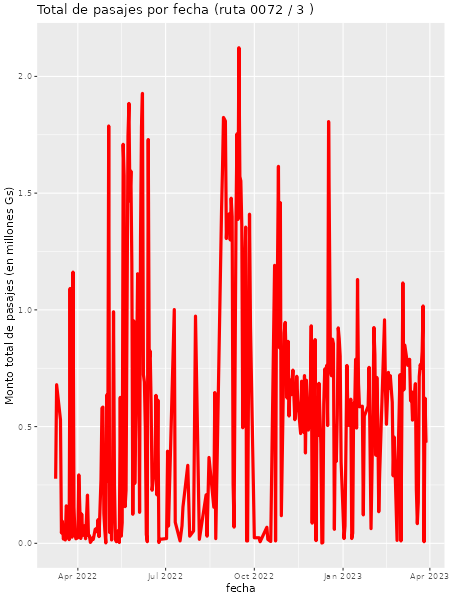 Total de pasajes por fecha (ruta 0072 / 3 )
Monto total de pasajes (en millones Gs)
2.0
1.5
1.0
0.5
0.0
Apr 2022 Jul 2022 Oct 2022 Jan 2023 Apr 2023
fecha